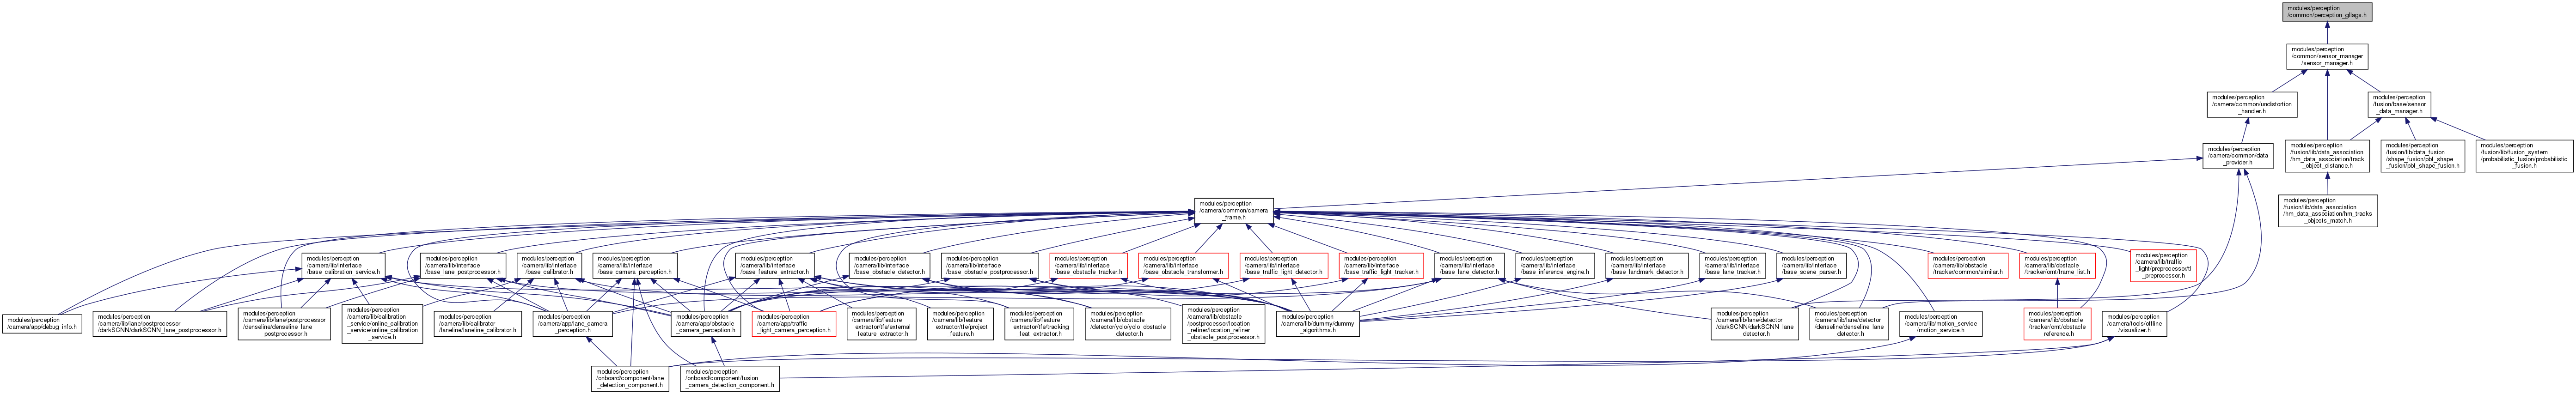 modules/perception
/common/perception_gflags.h
modules/perception
/common/sensor_manager
/sensor_manager.h
modules/perception
/camera/common/undistortion
_handler.h
modules/perception
/fusion/base/sensor
_data_manager.h
modules/perception
/camera/common/data
_provider.h
modules/perception
/fusion/lib/data_association
/hm_data_association/track
_object_distance.h
modules/perception
/fusion/lib/data_fusion
/shape_fusion/pbf_shape
_fusion/pbf_shape_fusion.h
modules/perception
/fusion/lib/fusion_system
/probabilistic_fusion/probabilistic
_fusion.h
modules/perception
/camera/common/camera
_frame.h
modules/perception
/fusion/lib/data_association
/hm_data_association/hm_tracks
_objects_match.h
modules/perception
/camera/lib/interface
/base_calibration_service.h
modules/perception
/camera/lib/interface
/base_lane_postprocessor.h
modules/perception
/camera/lib/interface
/base_calibrator.h
modules/perception
/camera/lib/interface
/base_camera_perception.h
modules/perception
/camera/lib/interface
/base_feature_extractor.h
modules/perception
/camera/lib/interface
/base_obstacle_detector.h
modules/perception
/camera/lib/interface
/base_obstacle_postprocessor.h
modules/perception
/camera/lib/interface
/base_obstacle_tracker.h
modules/perception
/camera/lib/interface
/base_obstacle_transformer.h
modules/perception
/camera/lib/interface
/base_traffic_light_detector.h
modules/perception
/camera/lib/interface
/base_traffic_light_tracker.h
modules/perception
/camera/lib/interface
/base_lane_detector.h
modules/perception
/camera/lib/interface
/base_inference_engine.h
modules/perception
/camera/lib/interface
/base_landmark_detector.h
modules/perception
/camera/lib/interface
/base_lane_tracker.h
modules/perception
/camera/lib/interface
/base_scene_parser.h
modules/perception
/camera/lib/obstacle
/tracker/common/similar.h
modules/perception
/camera/lib/obstacle
/tracker/omt/frame_list.h
modules/perception
/camera/lib/traffic
_light/preprocessor/tl
_preprocessor.h
modules/perception
/camera/app/debug_info.h
modules/perception
/camera/lib/lane/postprocessor
/darkSCNN/darkSCNN_lane_postprocessor.h
modules/perception
/camera/lib/lane/postprocessor
/denseline/denseline_lane
_postprocessor.h
modules/perception
/camera/lib/calibration
_service/online_calibration
_service/online_calibration
_service.h
modules/perception
/camera/lib/calibrator
/laneline/laneline_calibrator.h
modules/perception
/camera/app/lane_camera
_perception.h
modules/perception
/camera/app/obstacle
_camera_perception.h
modules/perception
/camera/app/traffic
_light_camera_perception.h
modules/perception
/camera/lib/feature
_extractor/tfe/external
_feature_extractor.h
modules/perception
/camera/lib/feature
_extractor/tfe/project
_feature.h
modules/perception
/camera/lib/feature
_extractor/tfe/tracking
_feat_extractor.h
modules/perception
/camera/lib/obstacle
/detector/yolo/yolo_obstacle
_detector.h
modules/perception
/camera/lib/obstacle
/postprocessor/location
_refiner/location_refiner
_obstacle_postprocessor.h
modules/perception
/camera/lib/dummy/dummy
_algorithms.h
modules/perception
/camera/lib/lane/detector
/darkSCNN/darkSCNN_lane
_detector.h
modules/perception
/camera/lib/lane/detector
/denseline/denseline_lane
_detector.h
modules/perception
/camera/lib/motion_service
/motion_service.h
modules/perception
/camera/lib/obstacle
/tracker/omt/obstacle
_reference.h
modules/perception
/camera/tools/offline
/visualizer.h
modules/perception
/onboard/component/lane
_detection_component.h
modules/perception
/onboard/component/fusion
_camera_detection_component.h